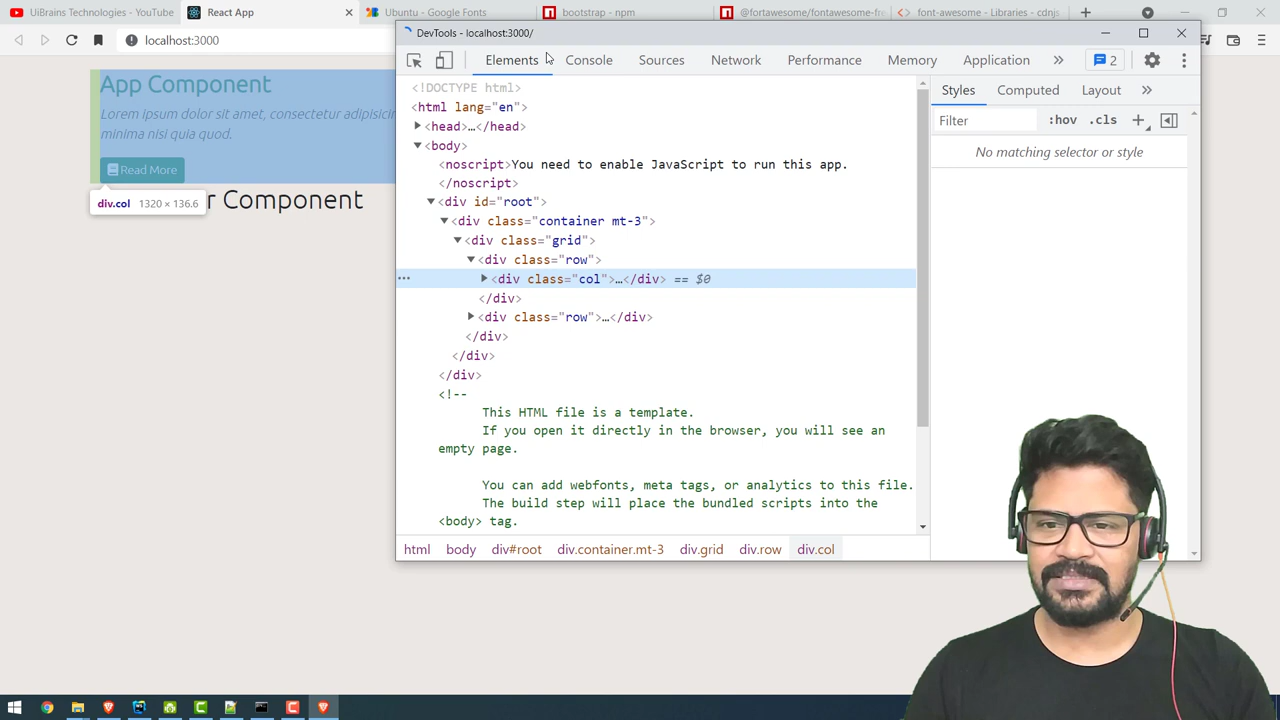 UiBrains Technologies - YouTube
React App
Ubuntu - Google Fonts
bootstrap - npm
@fortawesome/fontawesome-fre
font-awesome - Libraries - cdnjs
localhost:3000
DevTools - localhost:3000/
Elements Console Sources Network Performance Memory Application » 2
<!DOCTYPE html>
<html lang="en">
<head>…</head>
<body>
<noscript>You need to enable JavaScript to run this app.
</noscript>
<div id="root">
<div class="container mt-3">
<div class="grid">
<div class="row">
<div class="col">…</div> == $0
</div>
<div class="row">…</div>
</div>
</div>
</div>
<!--
This HTML file is a template.
If you open it directly in the browser, you will see an
empty page.
You can add webfonts, meta tags, or analytics to this file.
The build step will place the bundled scripts into the
<body> tag.
html body div#root div.container.mt-3 div.grid div.row div.col
Styles Computed Layout »
Filter :hov .cls +
No matching selector or style
App Component
Lorem ipsum dolor sit amet, consectetur adipisicing
minima nisi quia quod.
Read More
div.col 1320 × 136.6
r Component